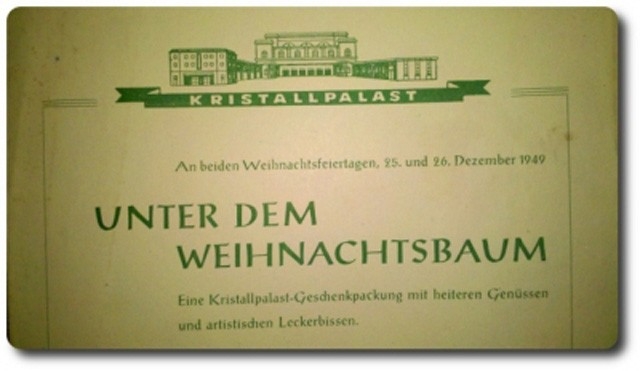 KRISTALLPALAST
An beiden Weihnachtsfeiertagen, 25. und 26. Dezember 1949
UNTER DEM
WEIHNACHTSBAUM
Eine Kristallpalast-Geschenkpackung mit heiteren Genüssen
und artistischen Leckerbissen.